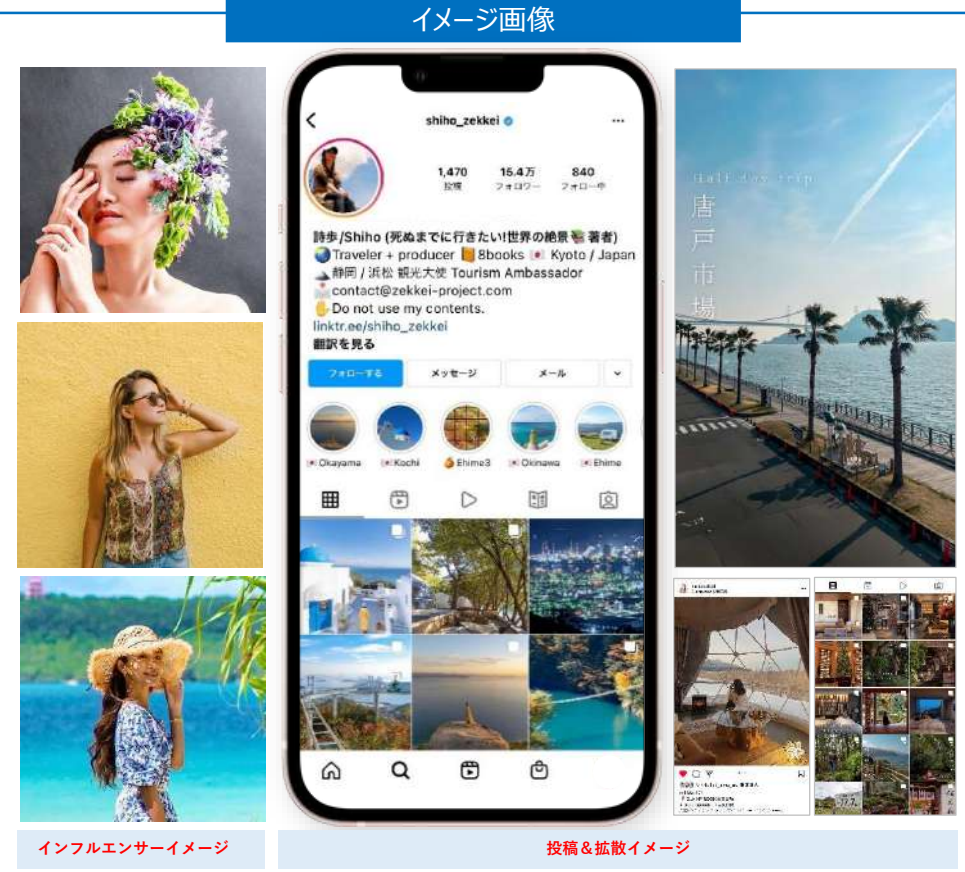 イメージ画像
shiho_zekkei
1,470
投稿
15.4万
フォロワー
840
フォロー中
詩歩/Shiho (死ぬまでに行きたい!世界の絶景 著者)
Traveler + producer 8books Kyoto / Japan
静岡 / 浜松 観光大使 Tourism Ambassador
contact@zekkei-project.com
Do not use my contents.
linktr.ee/shiho_zekkei
翻訳を見る
フォローする
メッセージ
メール
Okayama
Kochi
Ehime3
Okinawa
Ehime
Half day trip
唐戸市場
インフルエンサーイメージ
投稿&拡散イメージ